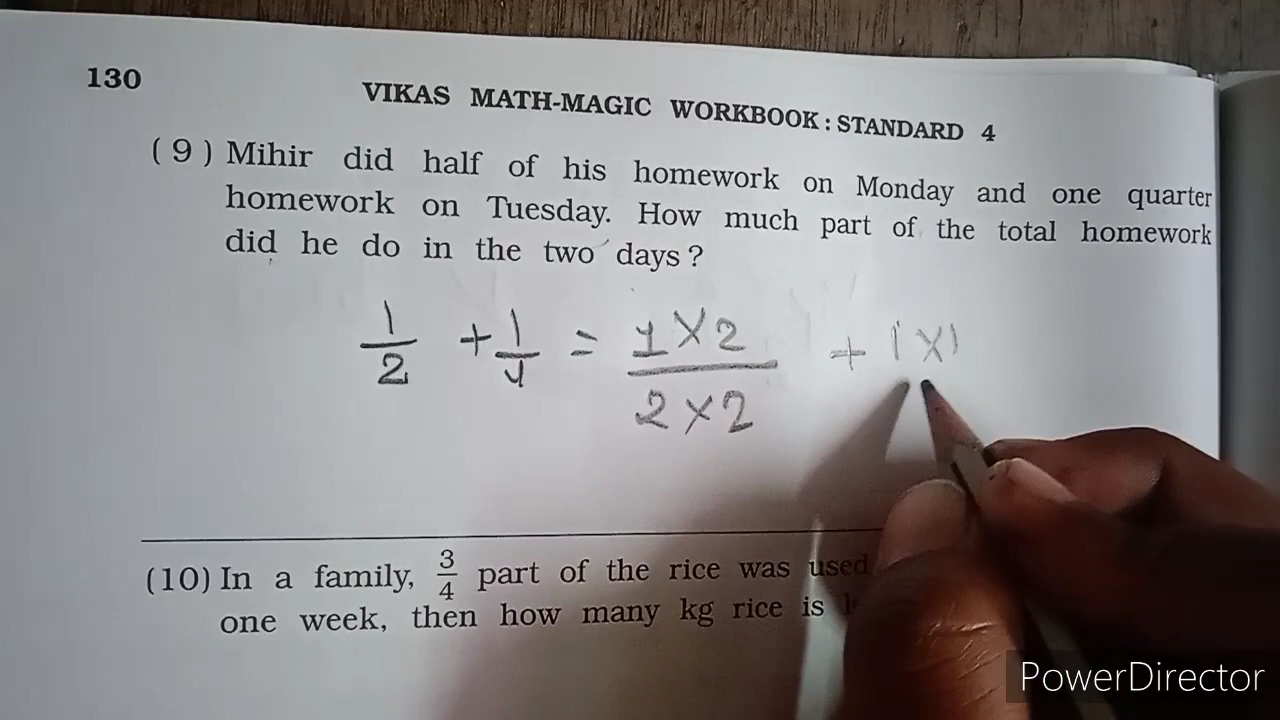 130
VIKAS MATH-MAGIC WORKBOOK : STANDARD 4
(9) Mihir did half of his homework on Monday and one quarter
homework on Tuesday. How much part of the total homework
did he do in the two days ?
1/2 + 1/4 = 1×2/2×2 + 1×1
(10) In a family, 3/4 part of the rice was used
one week, then how many kg rice is
PowerDirector